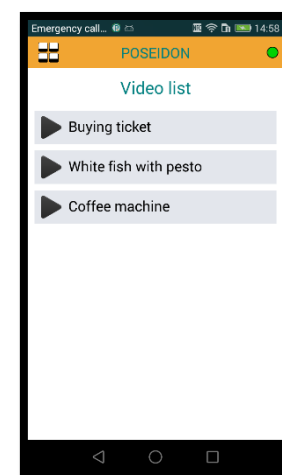 Emergency call... 14:58
POSEIDON
Video list
Buying ticket
White fish with pesto
Coffee machine